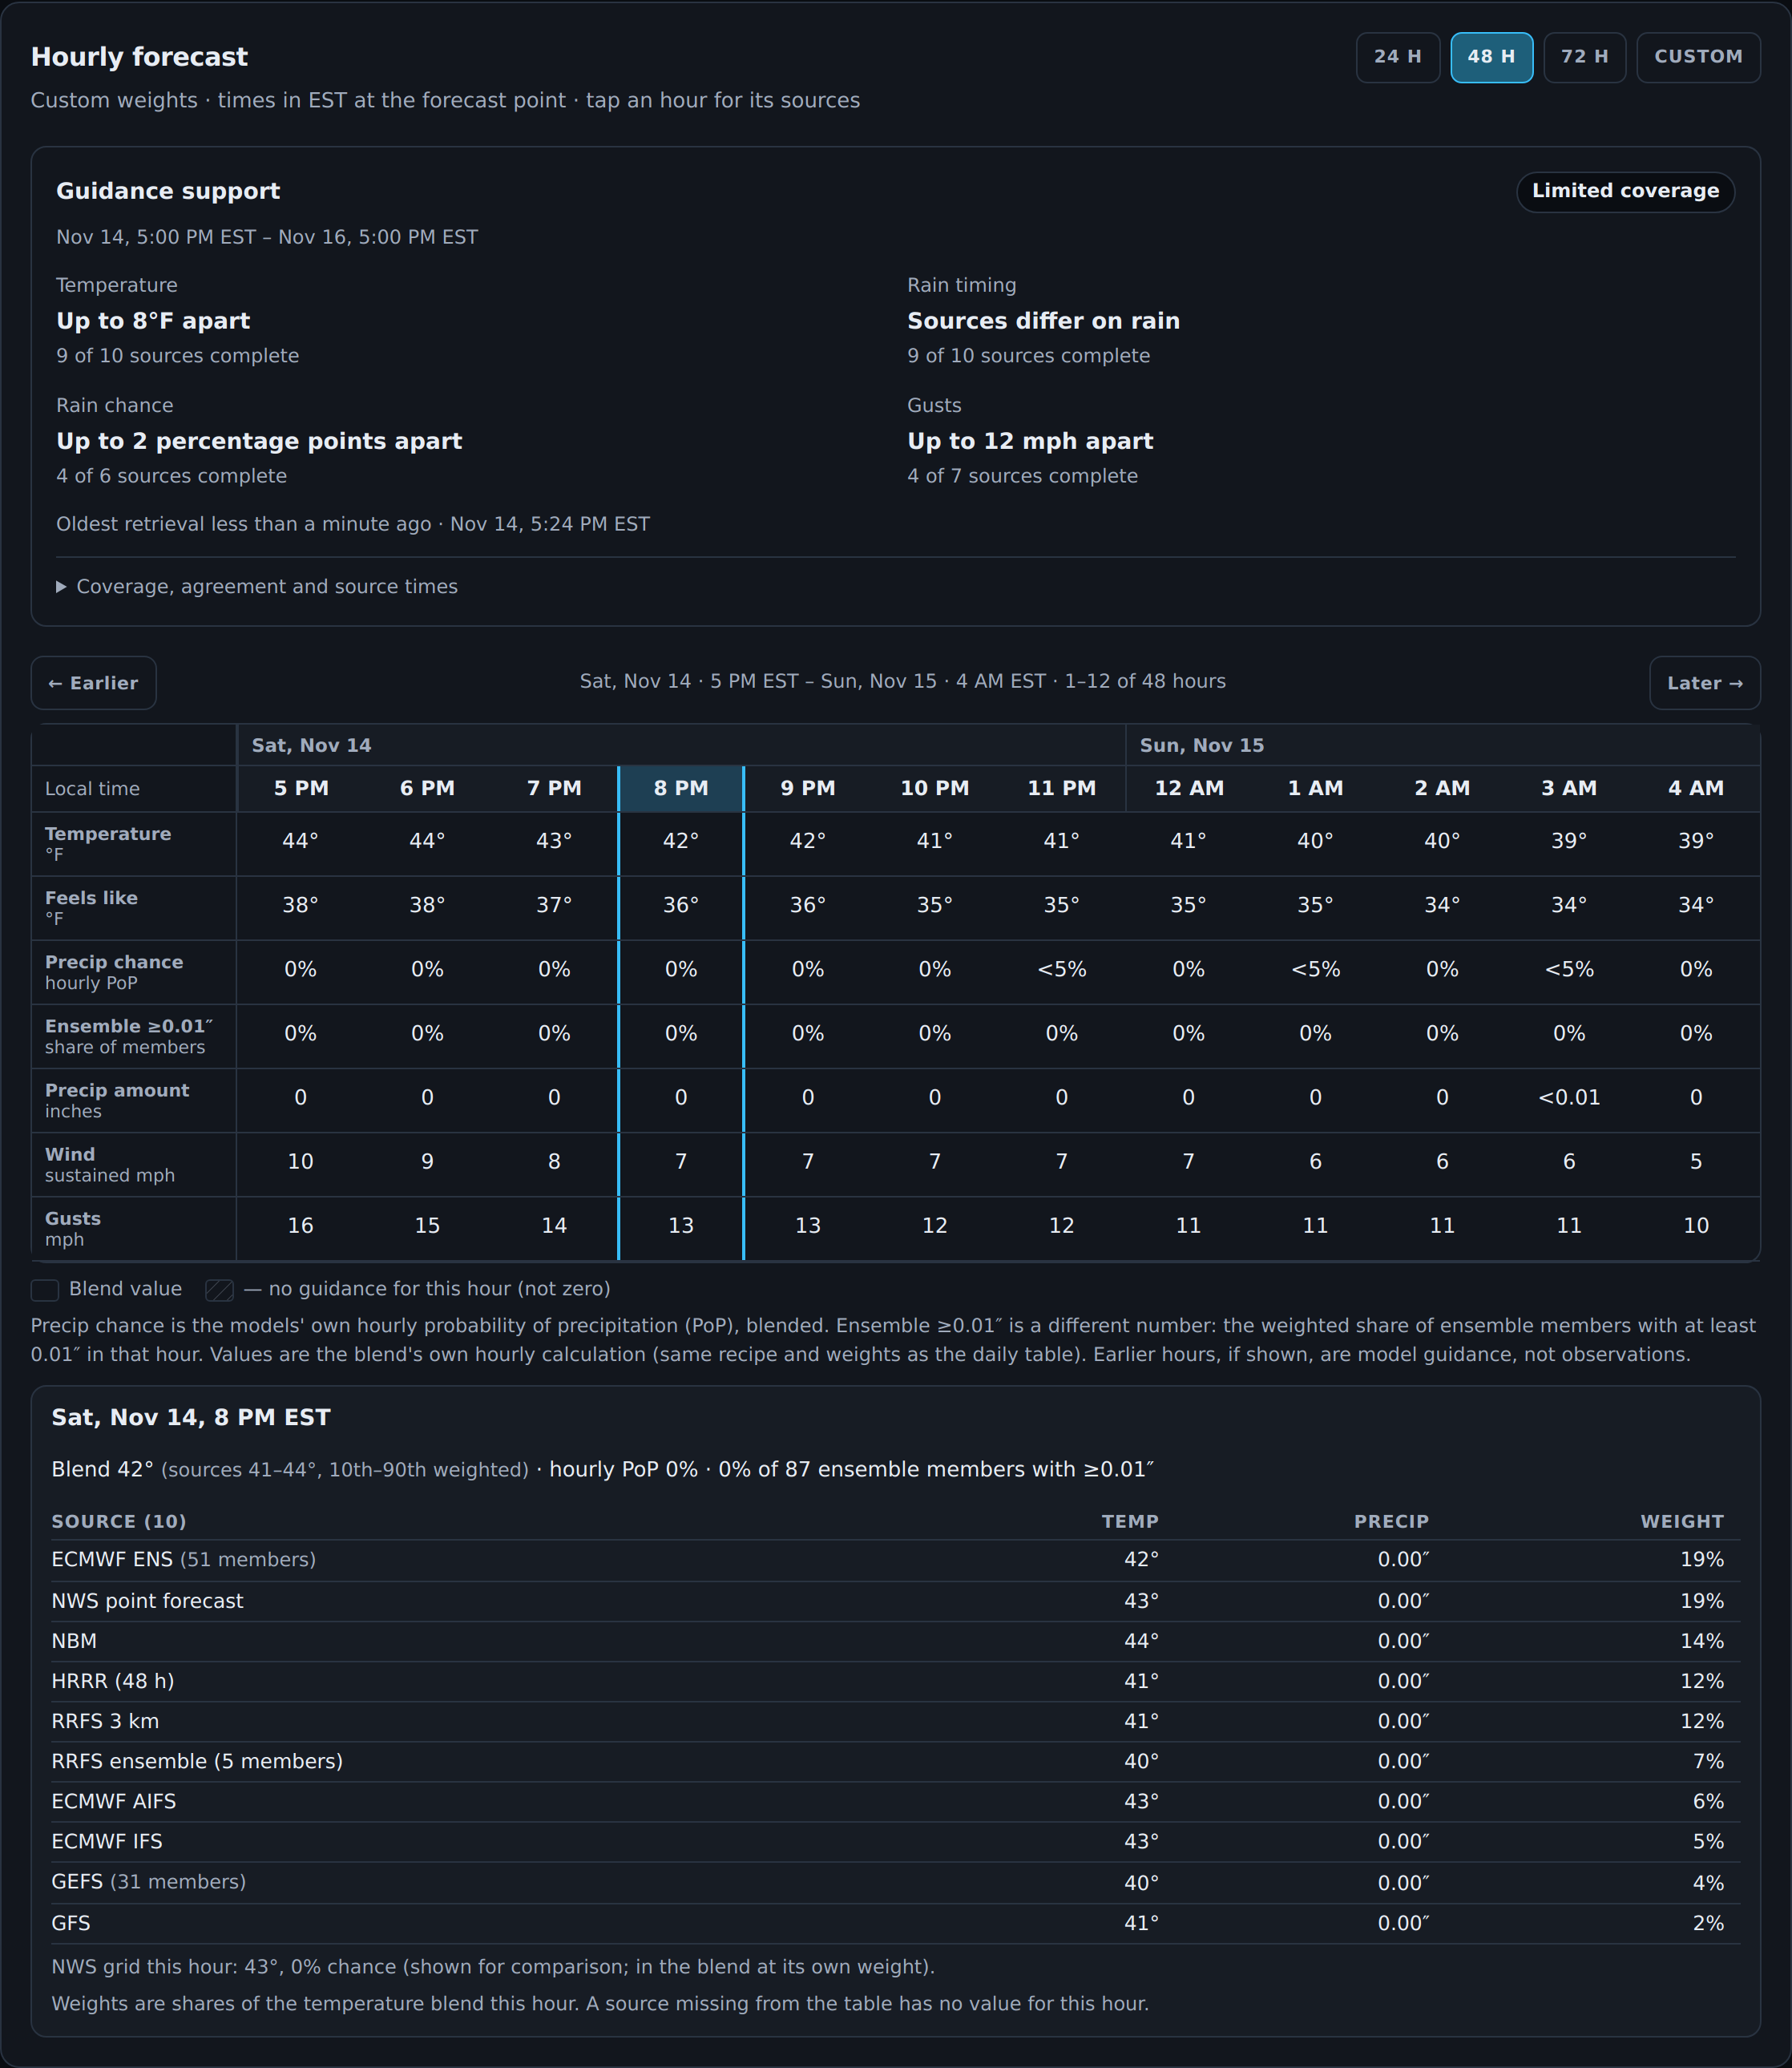 Hourly forecast
24 H 48 H 72 H CUSTOM
Custom weights · times in EST at the forecast point · tap an hour for its sources
Guidance support
Limited coverage
Nov 14, 5:00 PM EST – Nov 16, 5:00 PM EST
Temperature
Up to 8°F apart
9 of 10 sources complete
Rain timing
Sources differ on rain
9 of 10 sources complete
Rain chance
Up to 2 percentage points apart
4 of 6 sources complete
Gusts
Up to 12 mph apart
4 of 7 sources complete
Oldest retrieval less than a minute ago · Nov 14, 5:24 PM EST
▶ Coverage, agreement and source times
← Earlier
Sat, Nov 14 · 5 PM EST – Sun, Nov 15 · 4 AM EST · 1–12 of 48 hours
Later →
Sat, Nov 14 Sun, Nov 15
Local time 5 PM 6 PM 7 PM 8 PM 9 PM 10 PM 11 PM 12 AM 1 AM 2 AM 3 AM 4 AM
Temperature
°F
44° 44° 43° 42° 42° 41° 41° 41° 40° 40° 39° 39°
Feels like
°F
38° 38° 37° 36° 36° 35° 35° 35° 35° 34° 34° 34°
Precip chance
hourly PoP
0% 0% 0% 0% 0% 0% <5% 0% <5% 0% <5% 0%
Ensemble ≥0.01″
share of members
0% 0% 0% 0% 0% 0% 0% 0% 0% 0% 0% 0%
Precip amount
inches
0 0 0 0 0 0 0 0 0 0 <0.01 0
Wind
sustained mph
10 9 8 7 7 7 7 7 6 6 6 5
Gusts
mph
16 15 14 13 13 12 12 11 11 11 11 10
Blend value — no guidance for this hour (not zero)
Precip chance is the models' own hourly probability of precipitation (PoP), blended. Ensemble ≥0.01″ is a different number: the weighted share of ensemble members with at least
0.01″ in that hour. Values are the blend's own hourly calculation (same recipe and weights as the daily table). Earlier hours, if shown, are model guidance, not observations.
Sat, Nov 14, 8 PM EST
Blend 42° (sources 41–44°, 10th–90th weighted) · hourly PoP 0% · 0% of 87 ensemble members with ≥0.01″
SOURCE (10) TEMP PRECIP WEIGHT
ECMWF ENS (51 members) 42° 0.00″ 19%
NWS point forecast 43° 0.00″ 19%
NBM 44° 0.00″ 14%
HRRR (48 h) 41° 0.00″ 12%
RRFS 3 km 41° 0.00″ 12%
RRFS ensemble (5 members) 40° 0.00″ 7%
ECMWF AIFS 43° 0.00″ 6%
ECMWF IFS 43° 0.00″ 5%
GEFS (31 members) 40° 0.00″ 4%
GFS 41° 0.00″ 2%
NWS grid this hour: 43°, 0% chance (shown for comparison; in the blend at its own weight).
Weights are shares of the temperature blend this hour. A source missing from the table has no value for this hour.